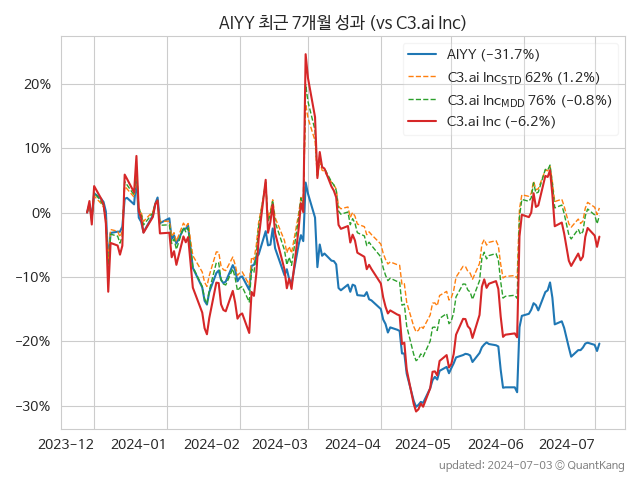 AIYY 최근 7개월 성과 (vs C3.ai Inc)
AIYY (−31.7%)
C3.ai Inc_STD 62% (1.2%)
C3.ai Inc_MDD 76% (−0.8%)
C3.ai Inc (−6.2%)
20%
10%
0%
−10%
−20%
−30%
2023-12
2024-01
2024-02
2024-03
2024-04
2024-05
2024-06
2024-07
updated: 2024-07-03 © QuantKang